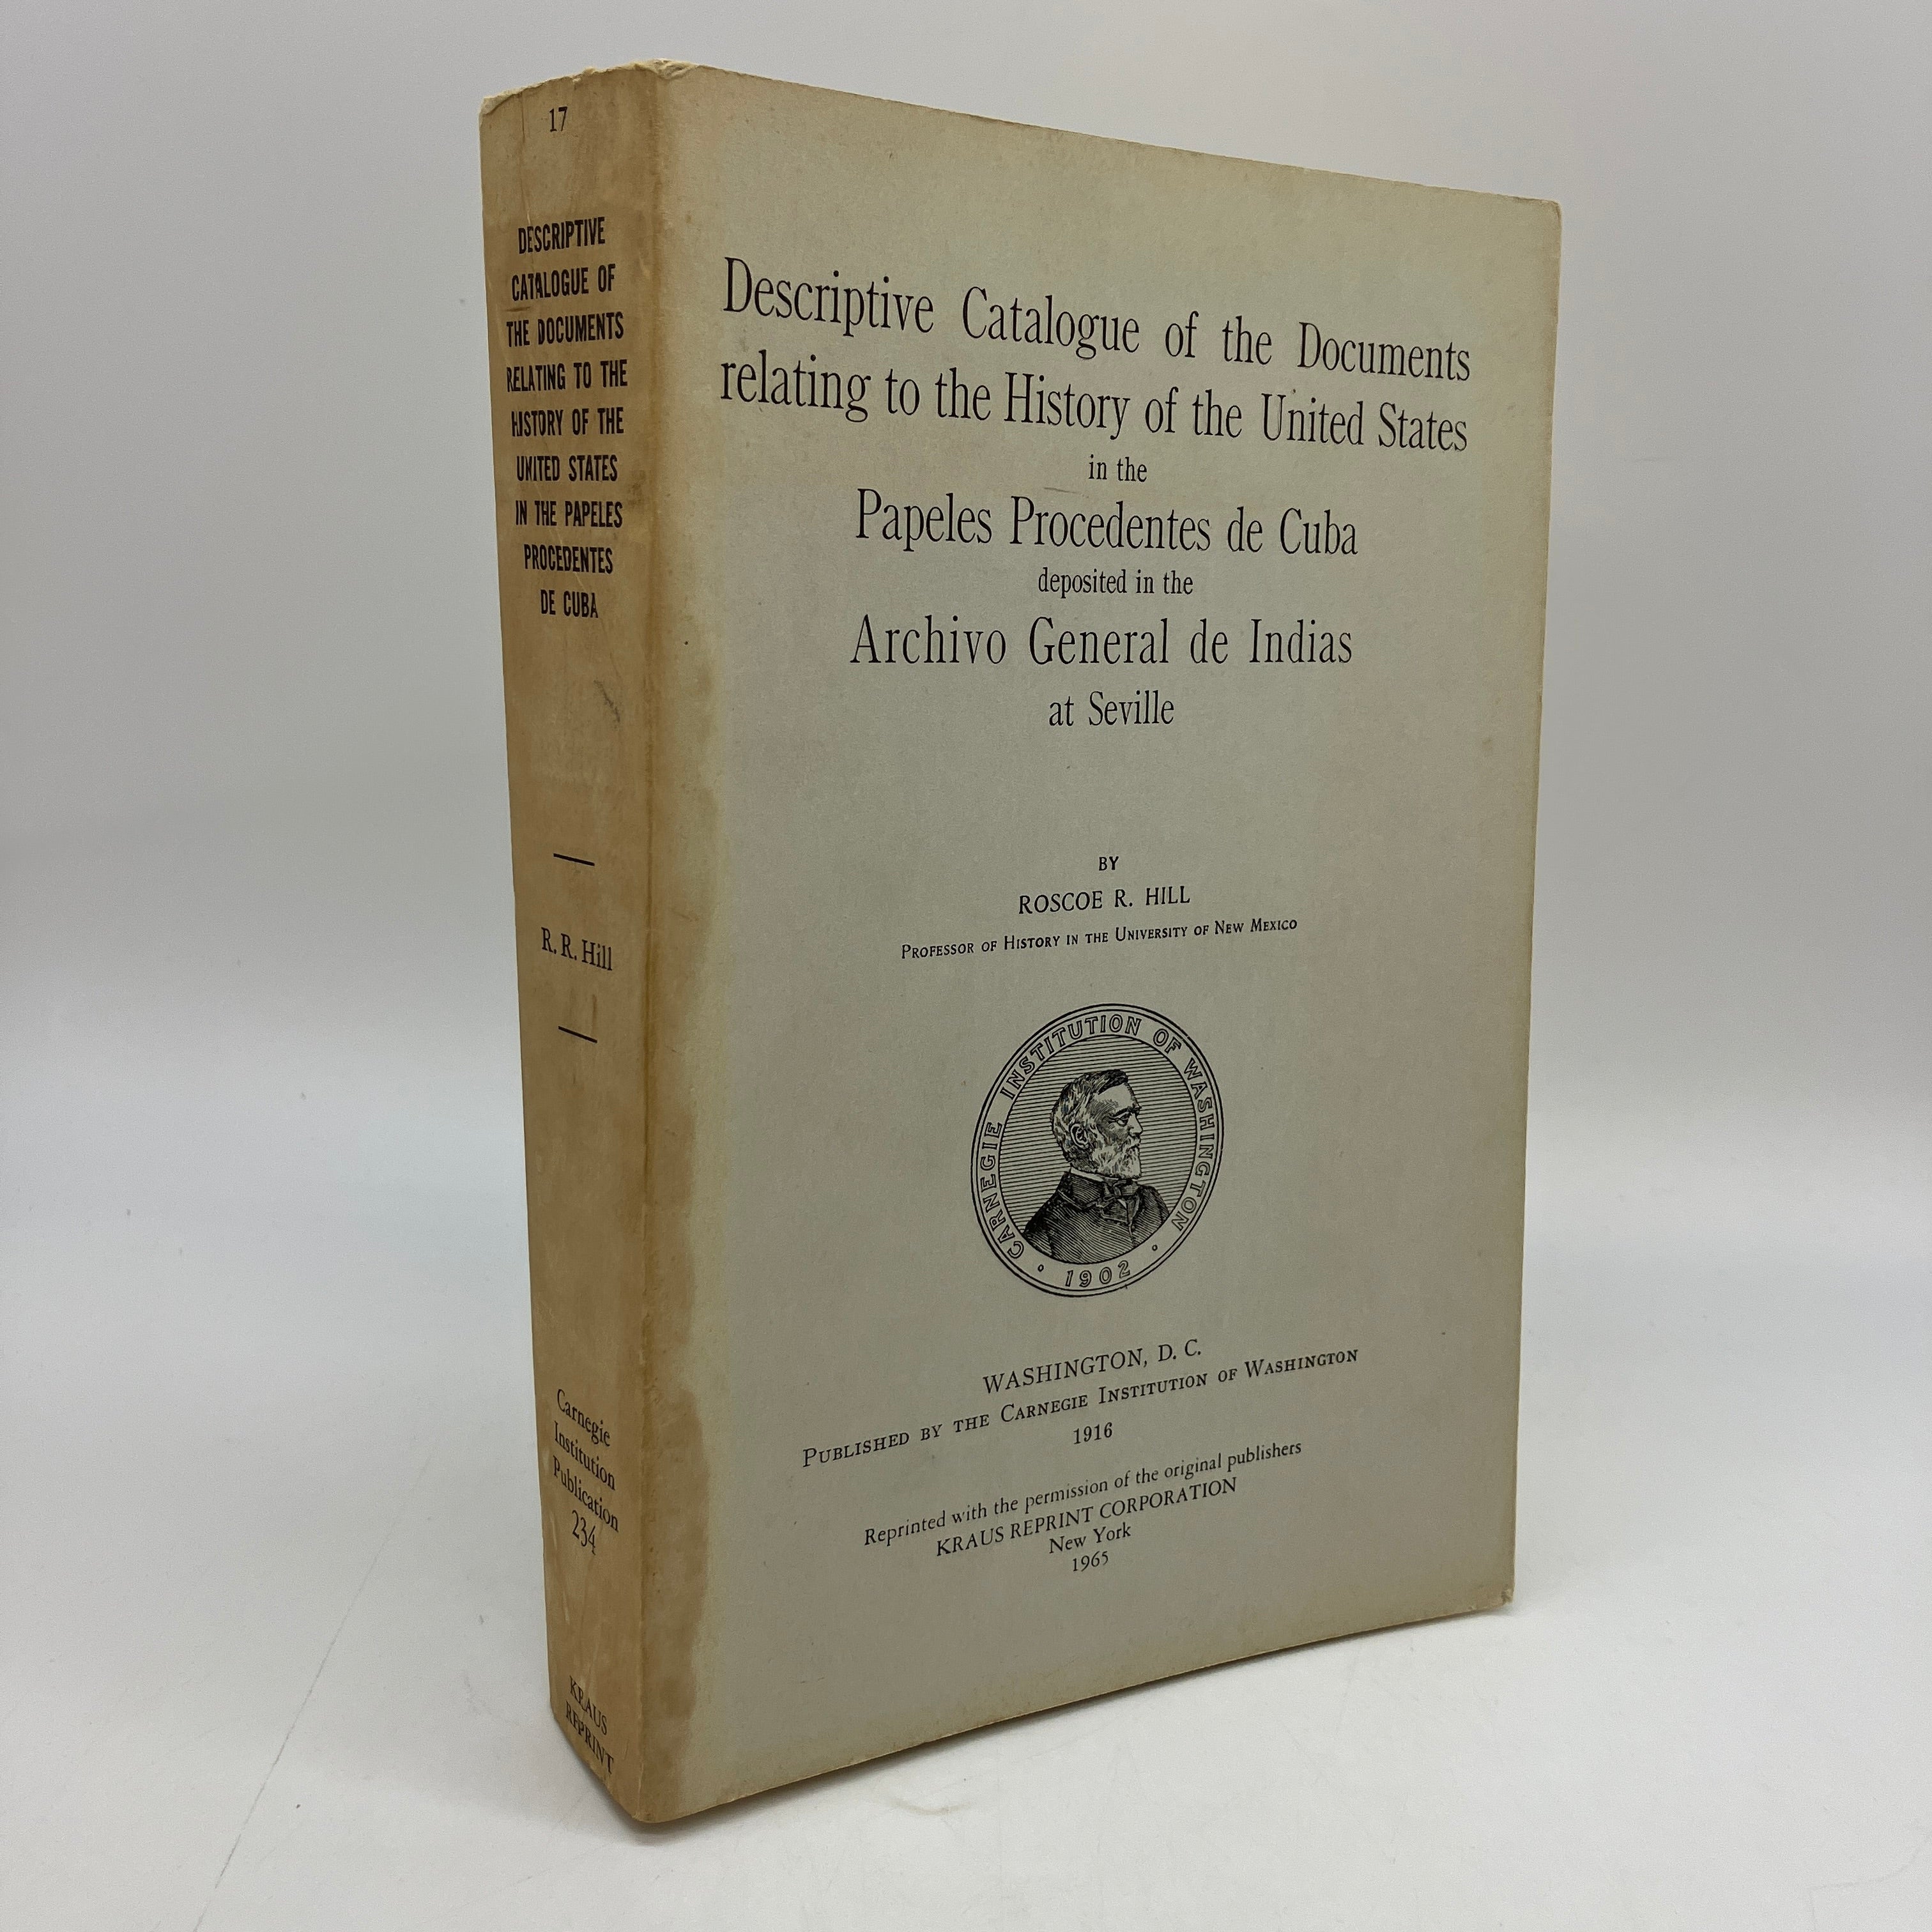 17
DESCRIPTIVE
CATALOGUE OF
THE DOCUMENTS
RELATING TO THE
HISTORY OF THE
UNITED STATES
IN THE PAPELES
PROCEDENTES
DE CUBA
R. R. Hill
Carnegie
Institution
Publication
234
KRAUS
REPRINT
Descriptive Catalogue of the Documents
relating to the History of the United States
in the
Papeles Procedentes de Cuba
deposited in the
Archivo General de Indias
at Seville
BY
ROSCOE R. HILL
PROFESSOR OF HISTORY IN THE UNIVERSITY OF NEW MEXICO
CARNEGIE INSTITUTION OF WASHINGTON
1902
WASHINGTON, D. C.
PUBLISHED BY THE CARNEGIE INSTITUTION OF WASHINGTON
1916
Reprinted with the permission of the original publishers
KRAUS REPRINT CORPORATION
New York
1965